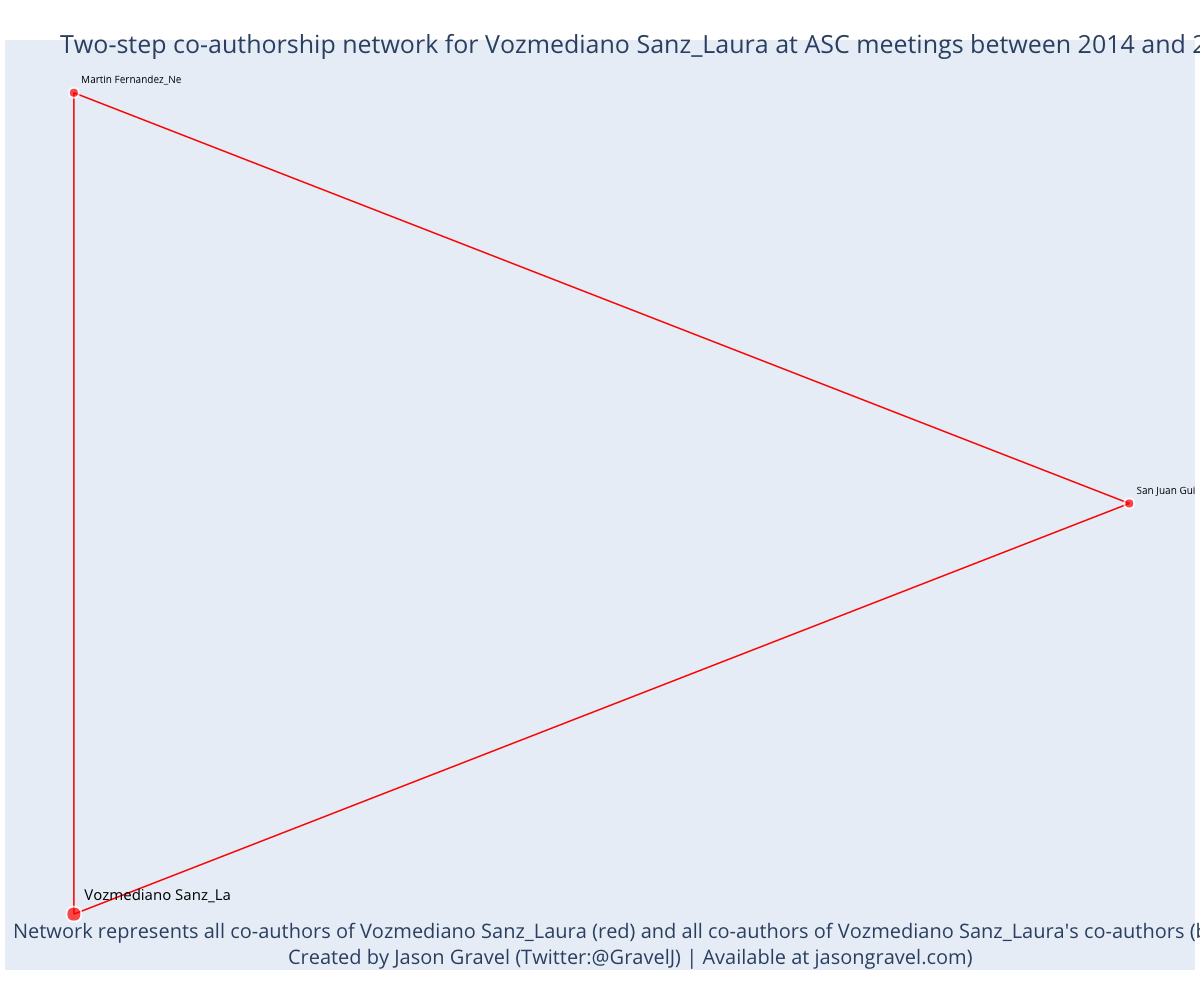 Two-step co-authorship network for Vozmediano Sanz_Laura at ASC meetings between 2014 and
Martin Fernandez_Ne
San Juan Gui
Vozmediano Sanz_La
Network represents all co-authors of Vozmediano Sanz_Laura (red) and all co-authors of Vozmediano Sanz_Laura's co-authors
Created by Jason Gravel (Twitter:@GravelJ) | Available at jasongravel.com)